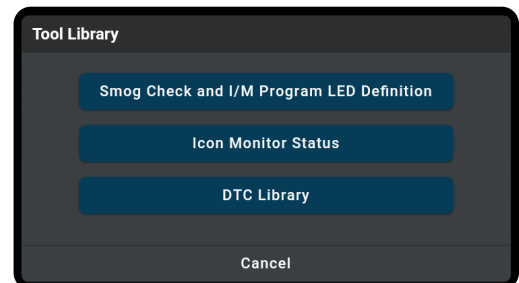 Tool Library
Smog Check and I/M Program LED Definition
Icon Monitor Status
DTC Library
Cancel